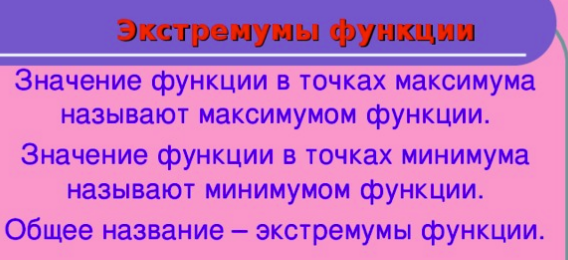 Экстремумы функции
Значение функции в точках максимума
называют максимумом функции.
Значение функции в точках минимума
называют минимумом функции.
Общее название – экстремумы функции.